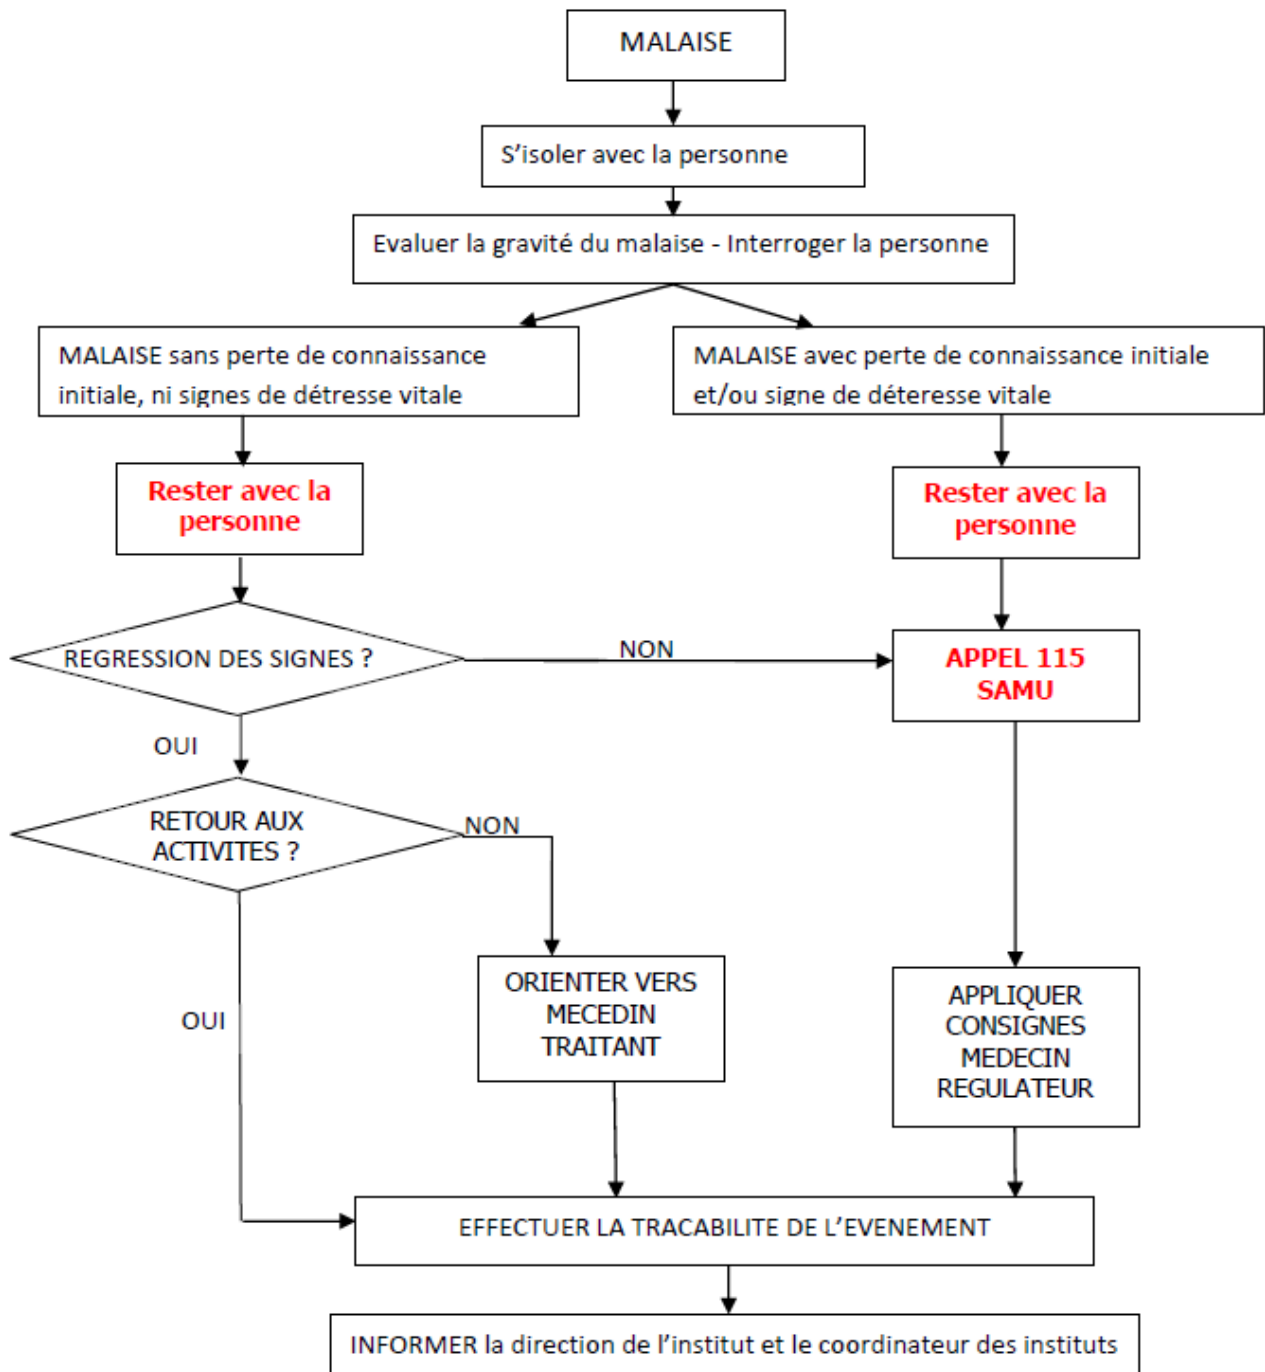 MALAISE
S'isoler avec la personne
Evaluer la gravité du malaise - Interroger la personne
MALAISE sans perte de connaissance
initiale, ni signes de détresse vitale
MALAISE avec perte de connaissance initiale
et/ou signe de déteresse vitale
Rester avec la
personne
Rester avec la
personne
REGRESSION DES SIGNES ?
NON
APPEL 115
SAMU
OUI
RETOUR AUX
ACTIVITES ?
NON
OUI
ORIENTER VERS
MECEDIN
TRAITANT
APPLIQUER
CONSIGNES
MEDECIN
REGULATEUR
EFFECTUER LA TRACABILITE DE L'EVENEMENT
INFORMER la direction de l'institut et le coordinateur des instituts